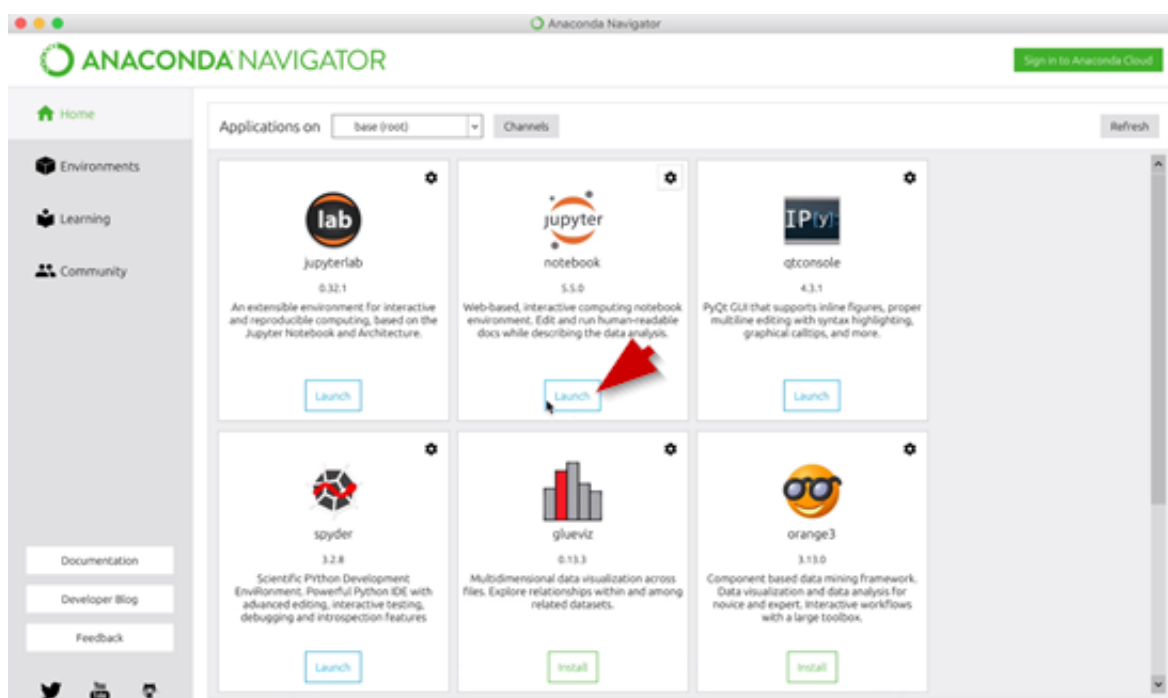 Anaconda Navigator
ANACONDA NAVIGATOR
Sign in to Anaconda Cloud
Home
Environments
Learning
Community
Documentation
Developer Blog
Feedback
You
Tube
Applications on
base (root)
Channels
Refresh
lab
jupyterlab
0.32.1
An extensible environment for interactive
and reproducible computing, based on the
Jupyter Notebook and Architecture.
Launch
jupyter
notebook
5.5.0
Web-based, interactive computing notebook
environment. Edit and run human-readable
docs while describing the data analysis.
Launch
IP[y]:
qtconsole
4.3.1
PyQt GUI that supports inline figures, proper
multiline editing with syntax highlighting,
graphical calltips, and more.
Launch
spyder
3.2.8
Scientific PYthon Development
EnviRonment. Powerful Python IDE with
advanced editing, interactive testing,
debugging and introspection features
Launch
glueviz
0.13.3
Multidimensional data visualization across
files. Explore relationships within and among
related datasets.
Install
orange3
3.13.0
Component based data mining framework.
Data visualization and data analysis for
novice and expert. Interactive workflows
with a large toolbox.
Install